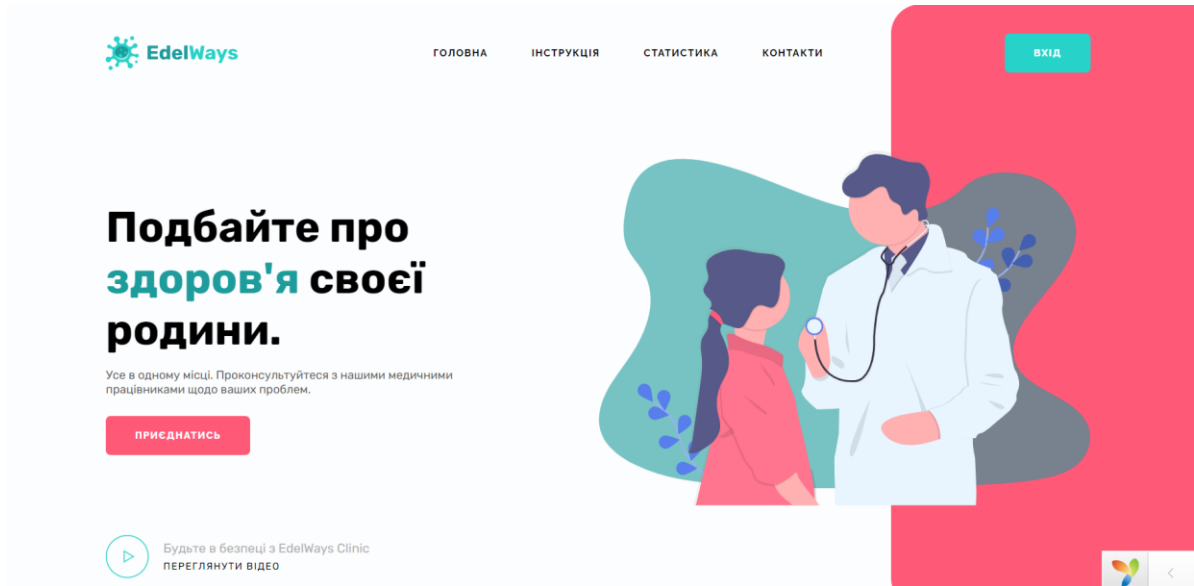 EdelWays
ГОЛОВНА
ІНСТРУКЦІЯ
СТАТИСТИКА
КОНТАКТИ
ВХІД
Подбайте про
здоров'я своєї
родини.
Усе в одному місці. Проконсультуйтеся з нашими медичними
працівниками щодо ваших проблем.
ПРИЄДНАТИСЬ
Будьте в безпеці з EdelWays Clinic
ПЕРЕГЛЯНУТИ ВІДЕО